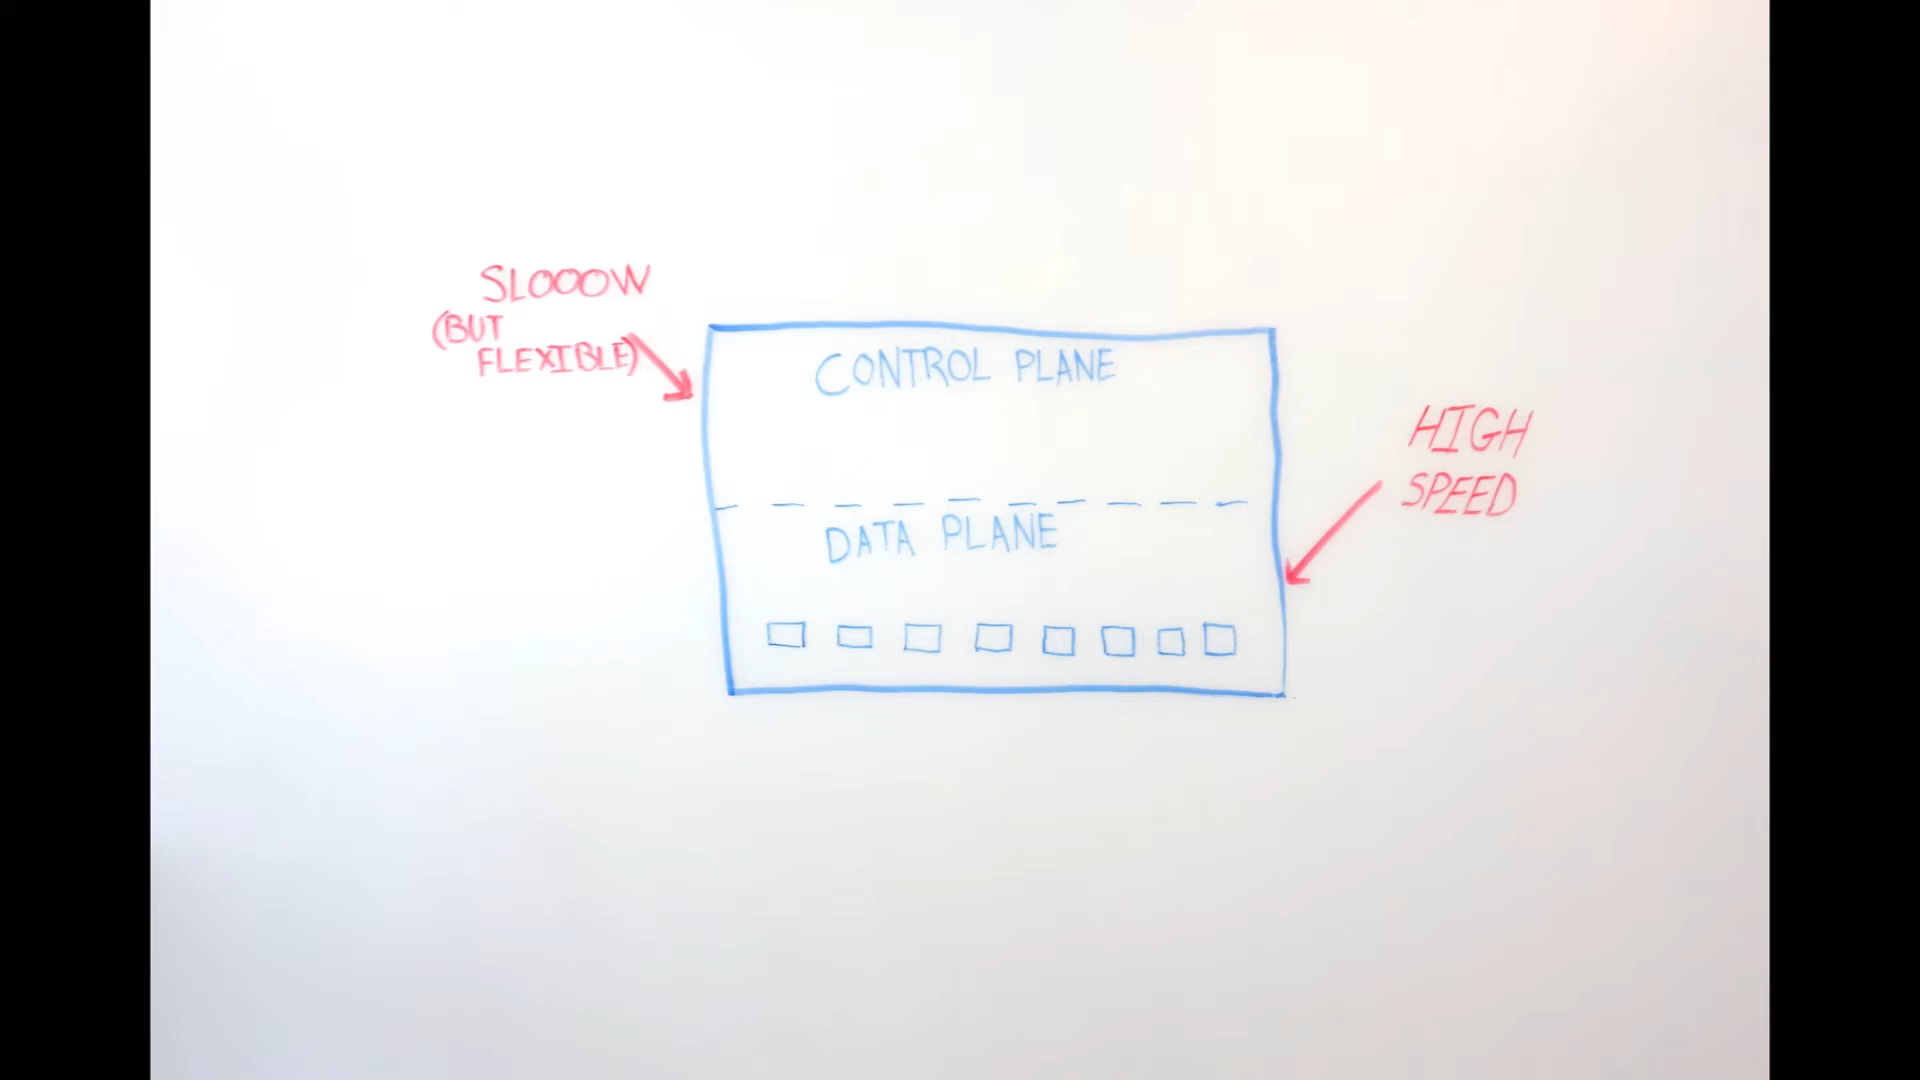 SLOOOW
(BUT
FLEXIBLE)
CONTROL PLANE
HIGH
SPEED
DATA PLANE